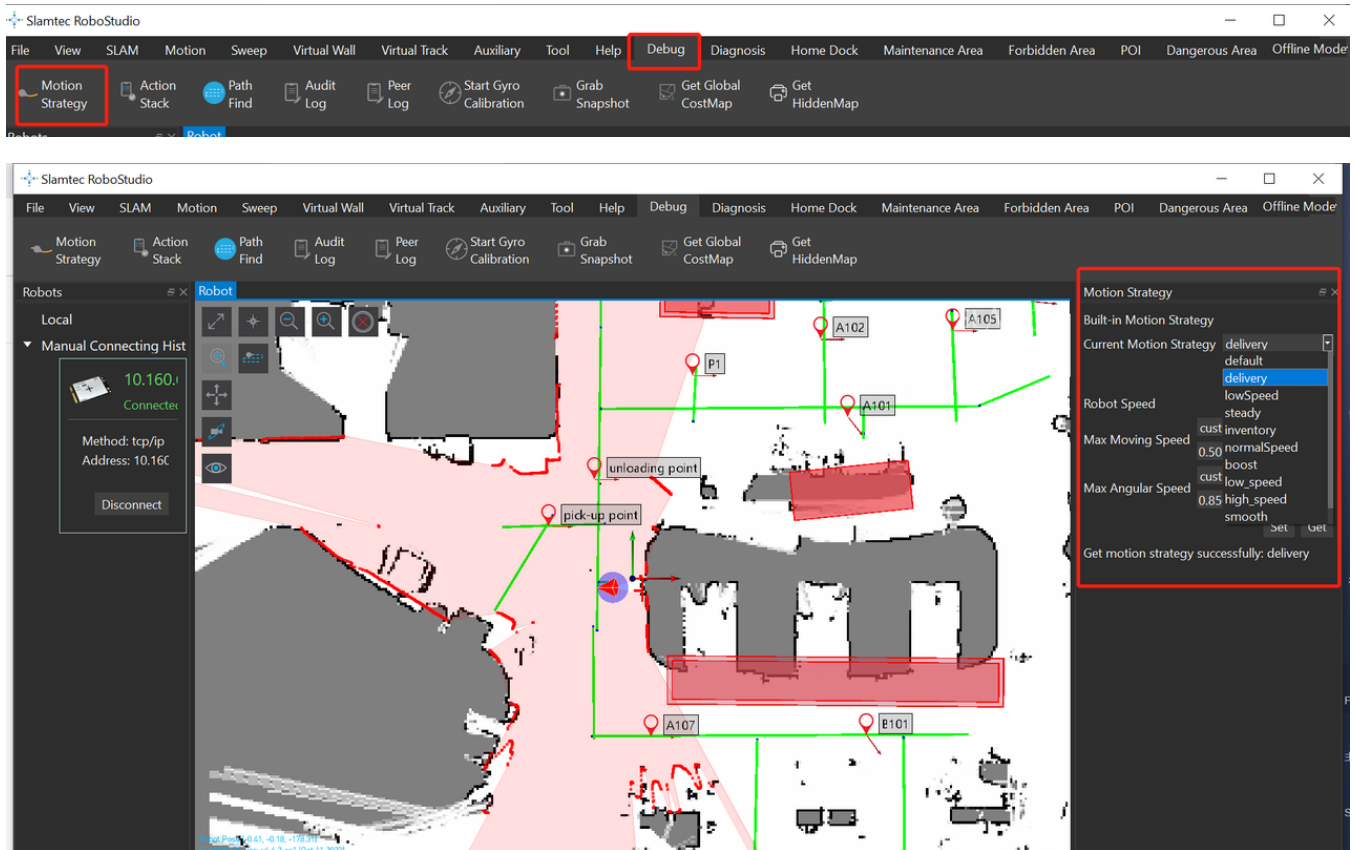 Slamtec RoboStudio
File View SLAM Motion Sweep Virtual Wall Virtual Track Auxiliary Tool Help Debug Diagnosis Home Dock Maintenance Area Forbidden Area POI Dangerous Area Offline Mode
Motion Strategy
Action Stack
Path Find
Audit Log
Peer Log
Start Gyro Calibration
Grab Snapshot
Get Global CostMap
Get HiddenMap
Robot
Slamtec RoboStudio
File View SLAM Motion Sweep Virtual Wall Virtual Track Auxiliary Tool Help Debug Diagnosis Home Dock Maintenance Area Forbidden Area POI Dangerous Area Offline Mode
Motion Strategy
Action Stack
Path Find
Audit Log
Peer Log
Start Gyro Calibration
Grab Snapshot
Get Global CostMap
Get HiddenMap
Robots
Local
Manual Connecting Hist
10.160.
Connected
Method: tcp/ip
Address: 10.160
Disconnect
Robot
A102
A105
P1
A101
unloading point
pick-up point
A107
B101
Motion Strategy
Built-in Motion Strategy
Current Motion Strategy delivery
default
delivery
lowSpeed
Robot Speed
steady
cust inventory
Max Moving Speed
0.50 normalSpeed
boost
cust low_speed
Max Angular Speed
0.85 high_speed
smooth
Set Get
Get motion strategy successfully: delivery